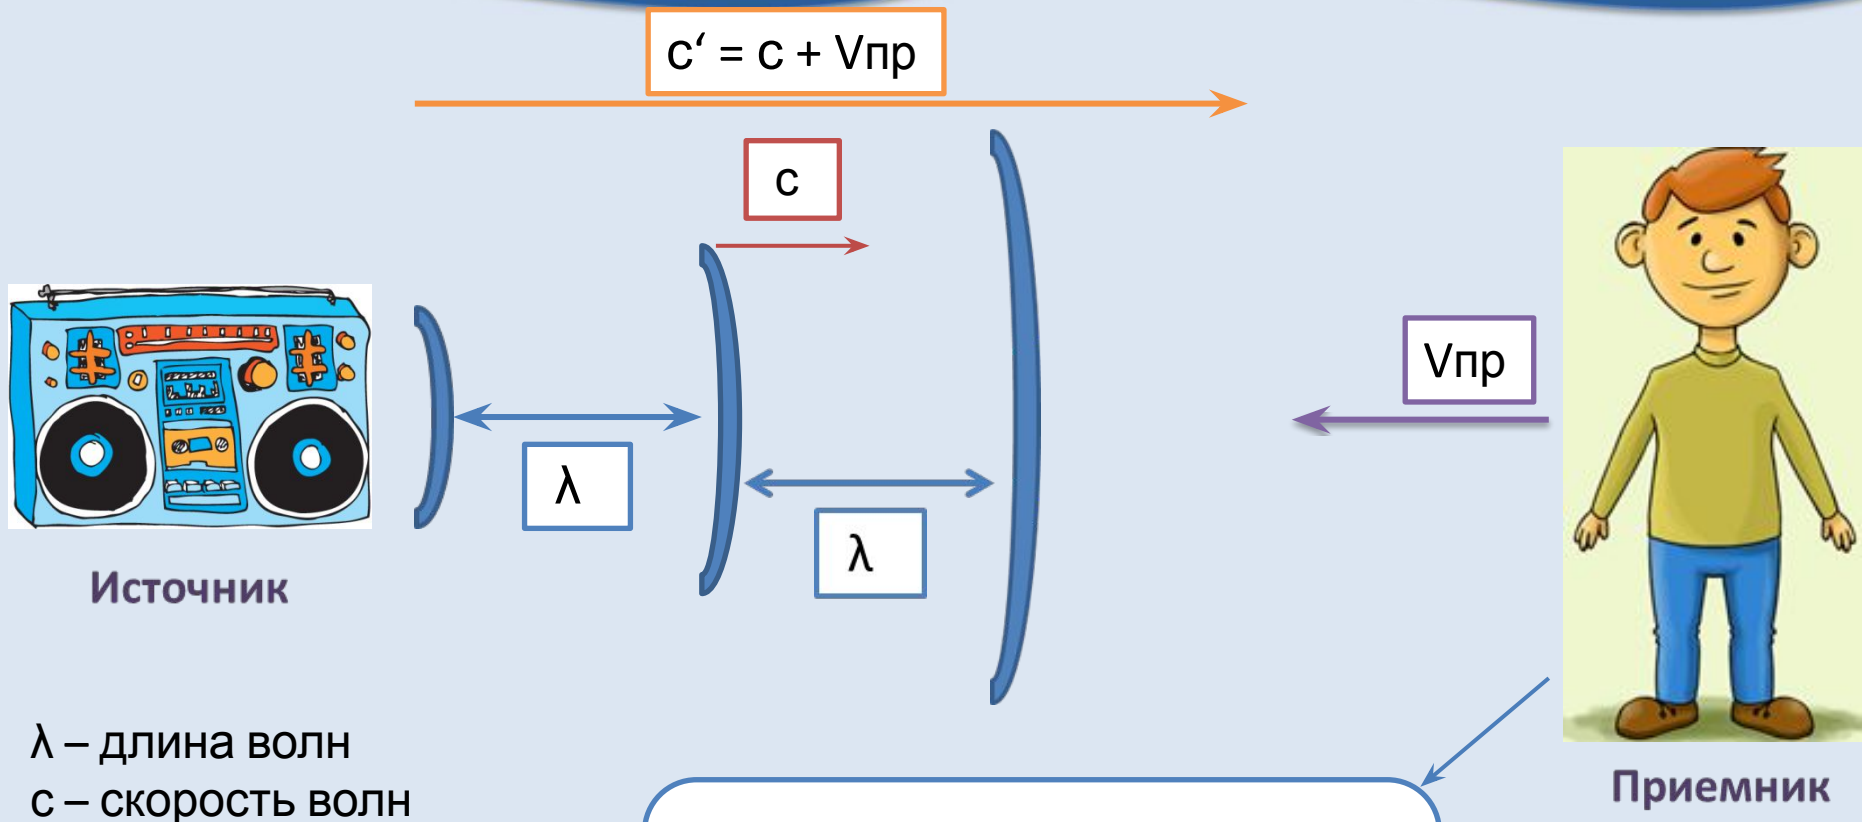 c‘ = c + Vпр
c
Vпр
λ
λ
Источник
λ – длина волн
с – скорость волн
Приемник